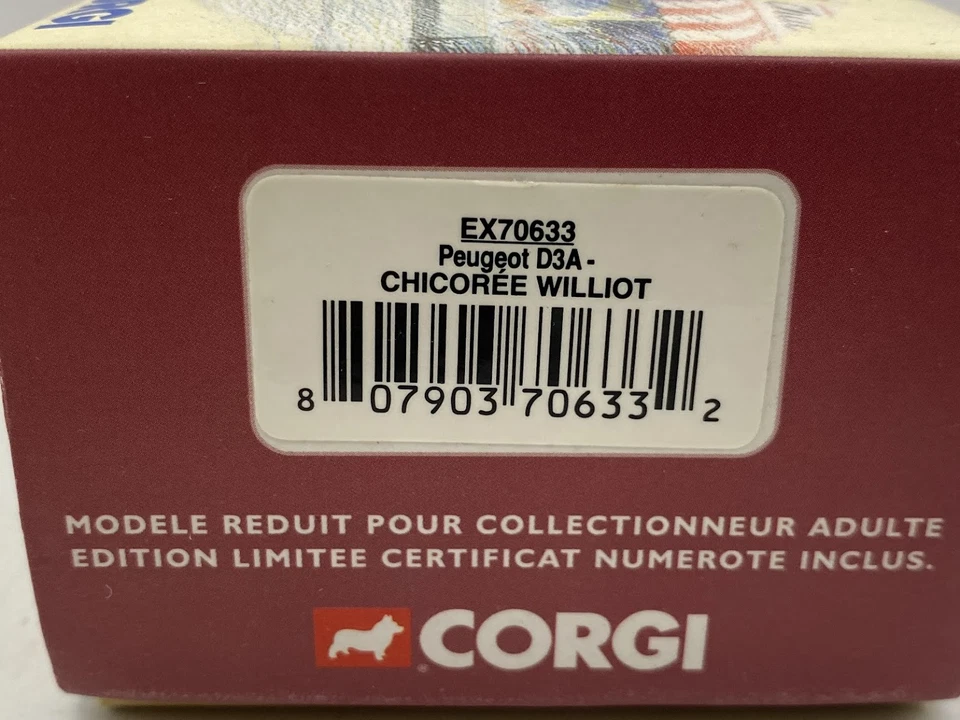 CORGI
EX70633
Peugeot D3A -
CHICORÉE WILLIOT
8 07903 70633 2
MODELE REDUIT POUR COLLECTIONNEUR ADULTE
EDITION LIMITEE CERTIFICAT NUMEROTE INCLUS.
CORGI